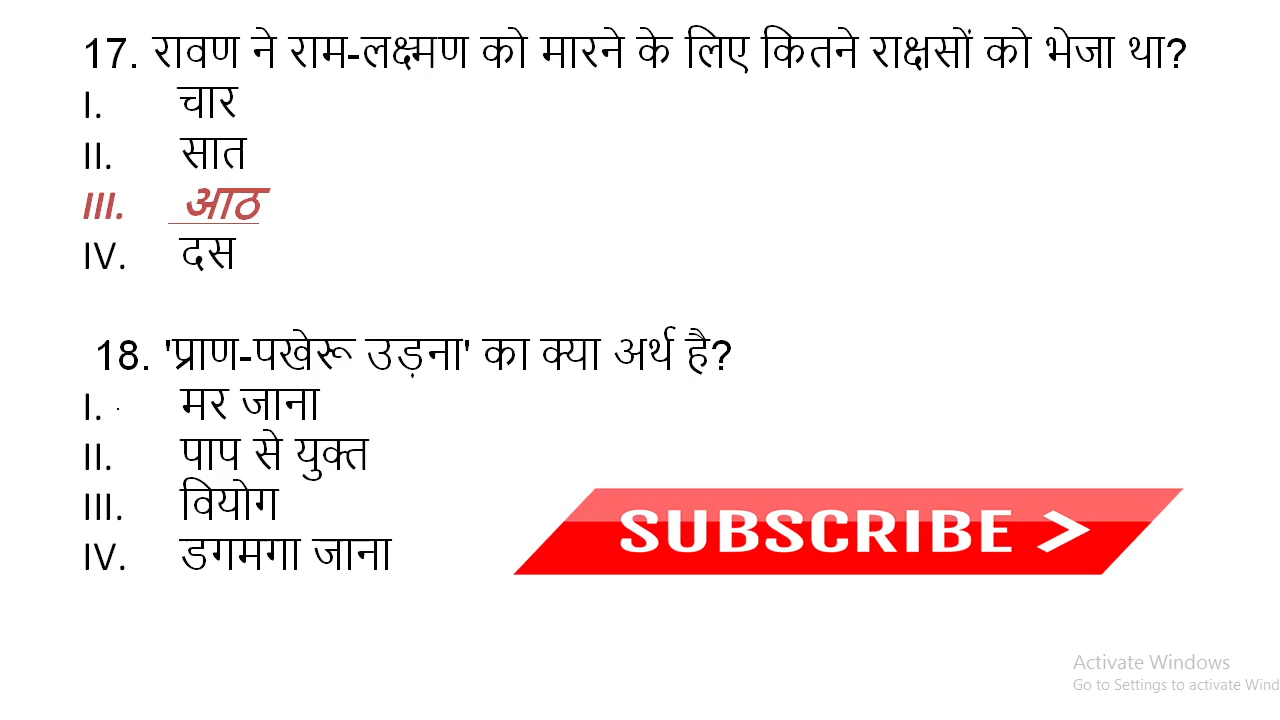 17. रावण ने राम-लक्ष्मण को मारने के लिए कितने राक्षसों को भेजा था?
I. चार
II. सात
III. आठ
IV. दस
18. 'प्राण-पखेरू उड़ना' का क्या अर्थ है?
I. मर जाना
II. पाप से युक्त
III. वियोग
SUBSCRIBE >
IV. डगमगा जाना
Activate Windows
Go to Settings to activate Wind